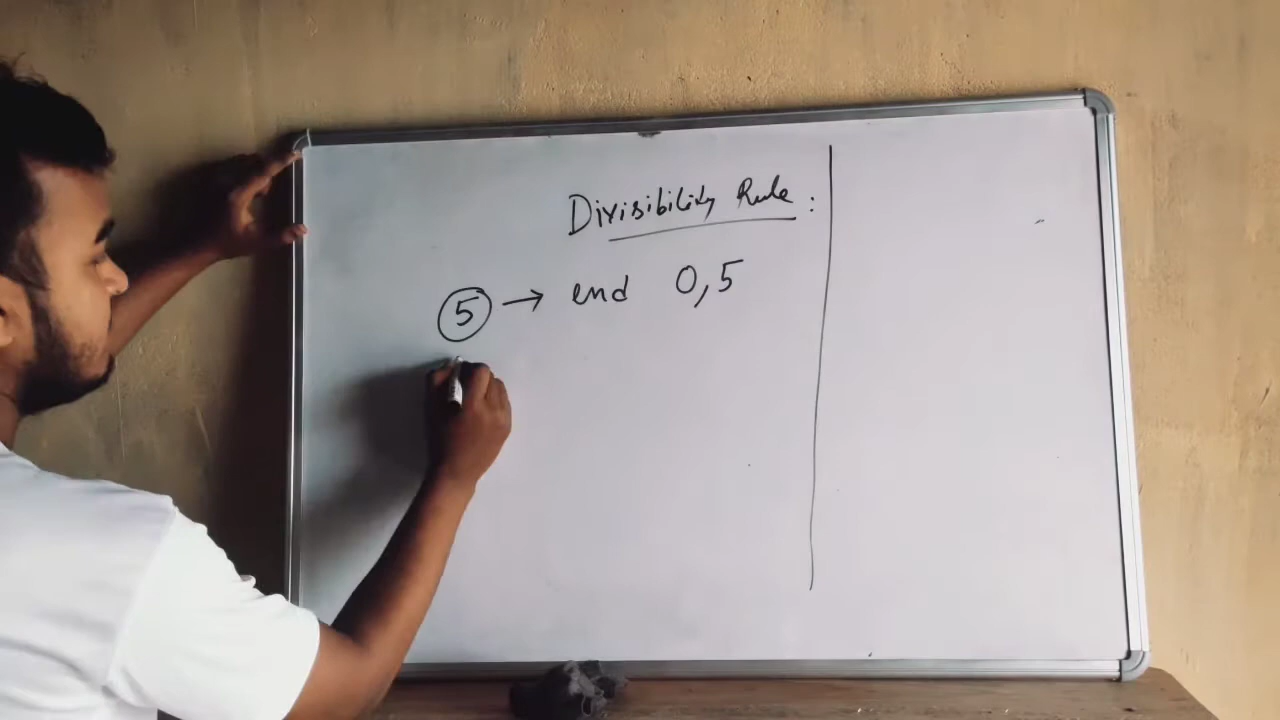 Divisibility Rule :
5 → end 0,5